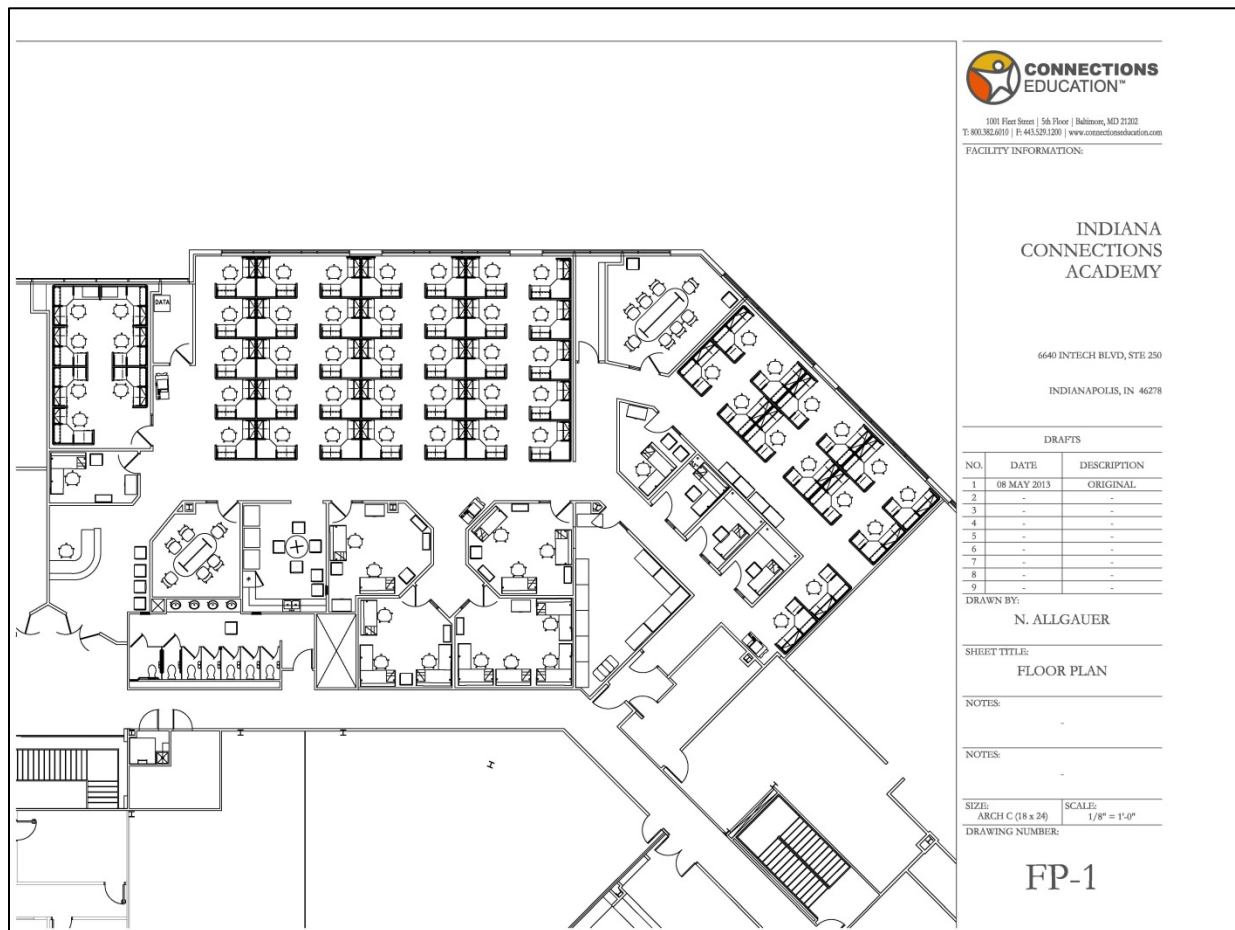 DATA
CONNECTIONS
EDUCATION™
1001 Fleet Street | 5th Floor | Baltimore, MD 21202
T: 800.382.6010 | F: 443.529.1200 | www.connectionseducation.com
FACILITY INFORMATION:
INDIANA
CONNECTIONS
ACADEMY
6640 INTECH BLVD, STE 250
INDIANAPOLIS, IN 46278
DRAFTS
NO. DATE DESCRIPTION
1 08 MAY 2013 ORIGINAL
2 - -
3 - -
4 - -
5 - -
6 - -
7 - -
8 - -
9 - -
DRAWN BY:
N. ALLGAUER
SHEET TITLE:
FLOOR PLAN
NOTES:
-
NOTES:
-
SIZE: SCALE:
ARCH C (18 x 24) 1/8" = 1'-0"
DRAWING NUMBER:
FP-1